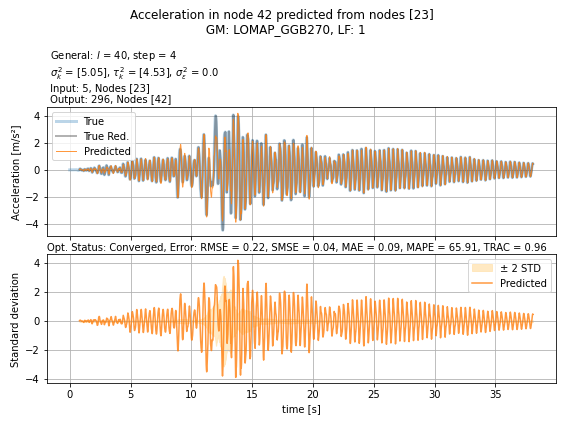 Acceleration in node 42 predicted from nodes [23]
GM: LOMAP_GGB270, LF: 1
General: l = 40, step = 4
σ²ₖ = [5.05], τ²ₖ = [4.53], σ²ε = 0.0
Input: 5, Nodes [23]
Output: 296, Nodes [42]
Acceleration [m/s²]
4
2
0
−2
−4
True
True Red.
Predicted
Opt. Status: Converged, Error: RMSE = 0.22, SMSE = 0.04, MAE = 0.09, MAPE = 65.91, TRAC = 0.96
Standard deviation
4
2
0
−2
−4
± 2 STD
Predicted
0 5 10 15 20 25 30 35
time [s]